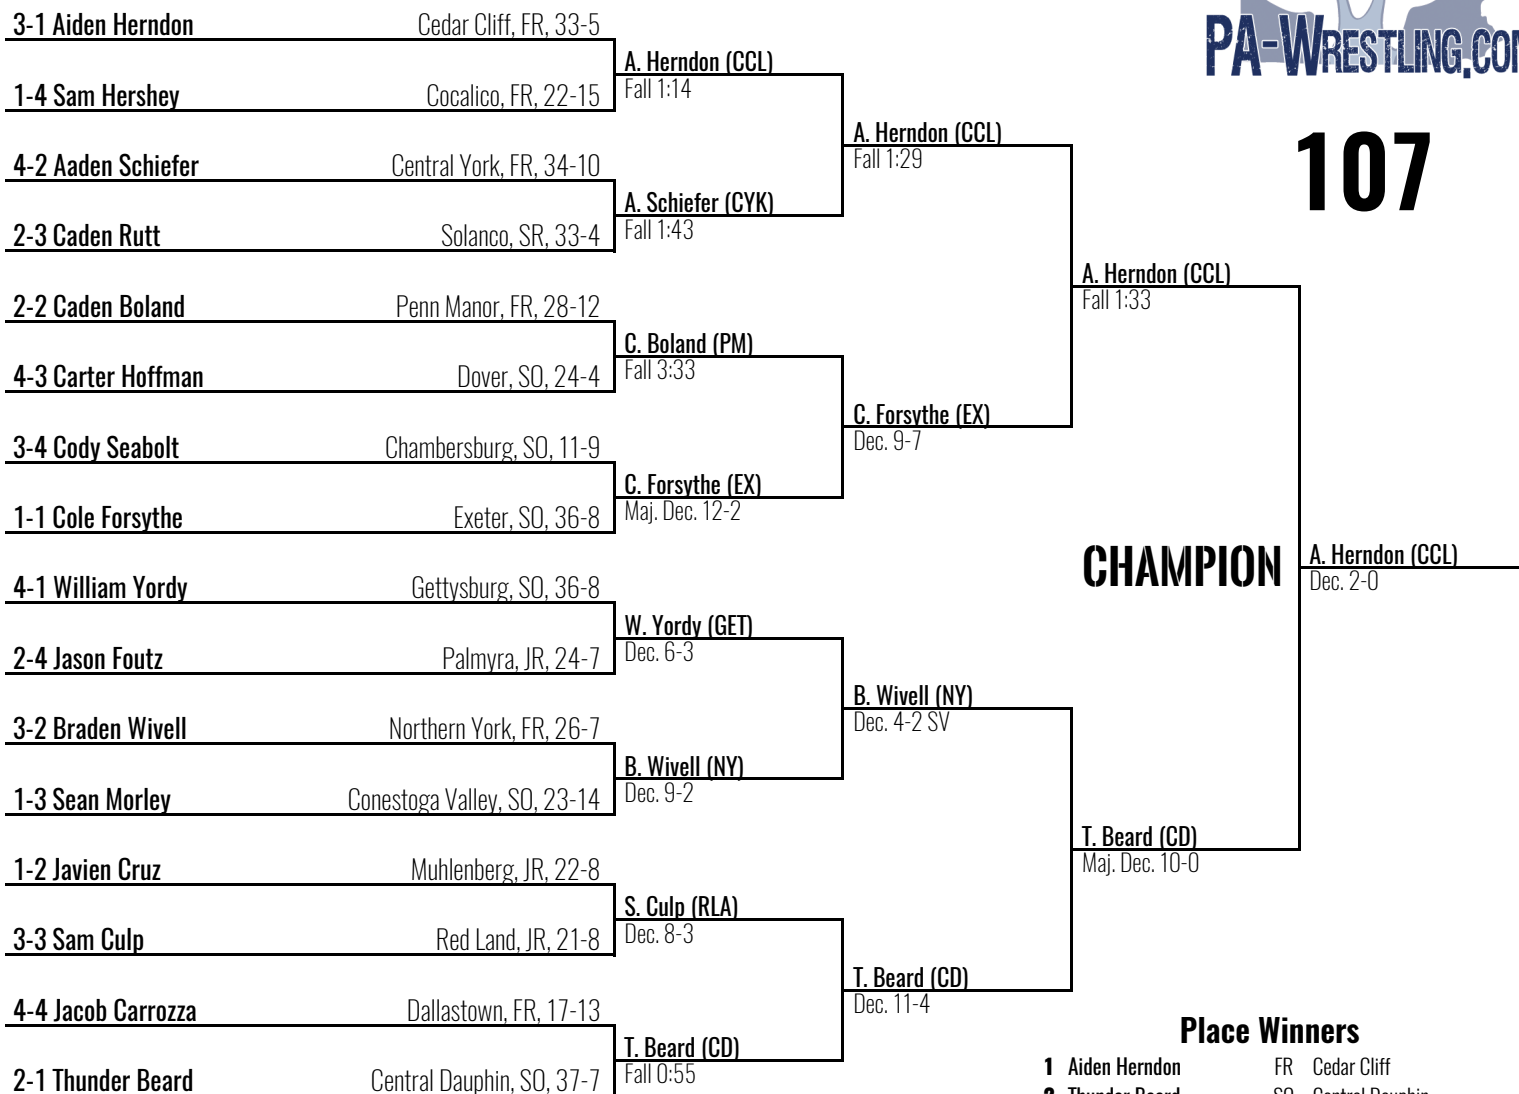 3-1 Aiden Herndon Cedar Cliff, FR, 33-5
A. Herndon (CCL)
Fall 1:14
1-4 Sam Hershey Cocalico, FR, 22-15
A. Herndon (CCL)
Fall 1:29
4-2 Aaden Schiefer Central York, FR, 34-10
A. Schiefer (CYK)
Fall 1:43
2-3 Caden Rutt Solanco, SR, 33-4
A. Herndon (CCL)
Fall 1:33
2-2 Caden Boland Penn Manor, FR, 28-12
C. Boland (PM)
Fall 3:33
4-3 Carter Hoffman Dover, SO, 24-4
C. Forsythe (EX)
Dec. 9-7
3-4 Cody Seabolt Chambersburg, SO, 11-9
C. Forsythe (EX)
Maj. Dec. 12-2
1-1 Cole Forsythe Exeter, SO, 36-8
CHAMPION
A. Herndon (CCL)
Dec. 2-0
4-1 William Yordy Gettysburg, SO, 36-8
W. Yordy (GET)
Dec. 6-3
2-4 Jason Foutz Palmyra, JR, 24-7
B. Wivell (NY)
Dec. 4-2 SV
3-2 Braden Wivell Northern York, FR, 26-7
B. Wivell (NY)
Dec. 9-2
1-3 Sean Morley Conestoga Valley, SO, 23-14
T. Beard (CD)
Maj. Dec. 10-0
1-2 Javien Cruz Muhlenberg, JR, 22-8
S. Culp (RLA)
Dec. 8-3
3-3 Sam Culp Red Land, JR, 21-8
T. Beard (CD)
Dec. 11-4
4-4 Jacob Carrozza Dallastown, FR, 17-13
T. Beard (CD)
Fall 0:55
2-1 Thunder Beard Central Dauphin, SO, 37-7
PA-WRESTLING.COM
107
Place Winners
1 Aiden Herndon FR Cedar Cliff
2 Thunder Beard SO Central Dauphin